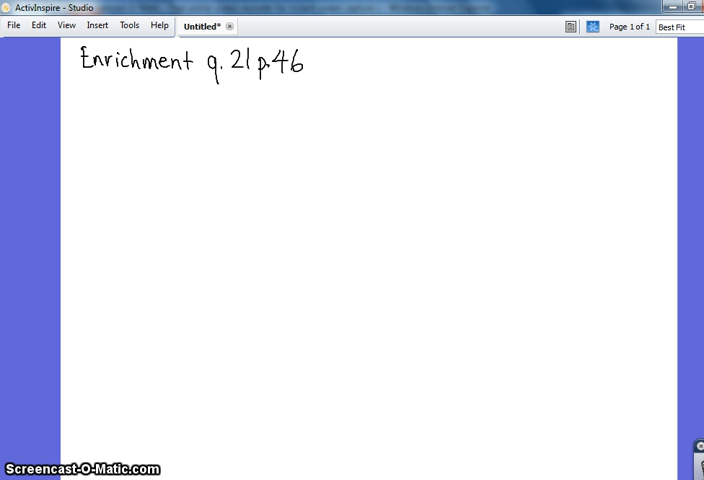 ActivInspire - Studio
File Edit View Insert Tools Help Untitled* Page 1 of 1 Best Fit
Enrichment q. 21 p.46
Screencast-O-Matic.com